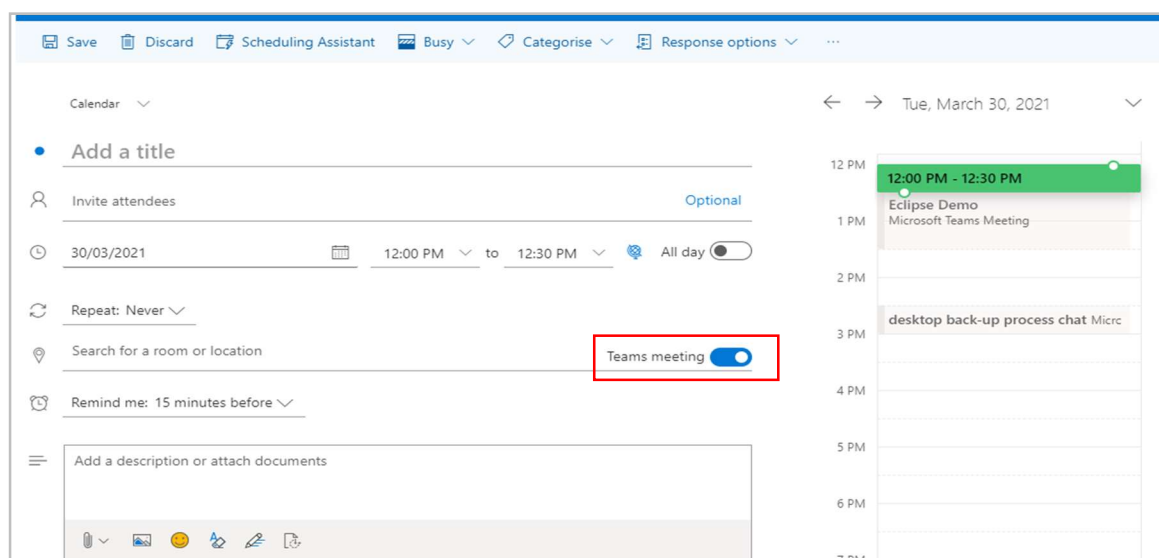 Save Discard Scheduling Assistant Busy Categorise Response options ...
Calendar
Tue, March 30, 2021
Add a title
Invite attendees Optional
30/03/2021 12:00 PM to 12:30 PM All day
Repeat: Never
Search for a room or location Teams meeting
Remind me: 15 minutes before
Add a description or attach documents
12 PM
12:00 PM - 12:30 PM
Eclipse Demo
1 PM Microsoft Teams Meeting
2 PM
desktop back-up process chat Micrc
3 PM
4 PM
5 PM
6 PM
7 PM